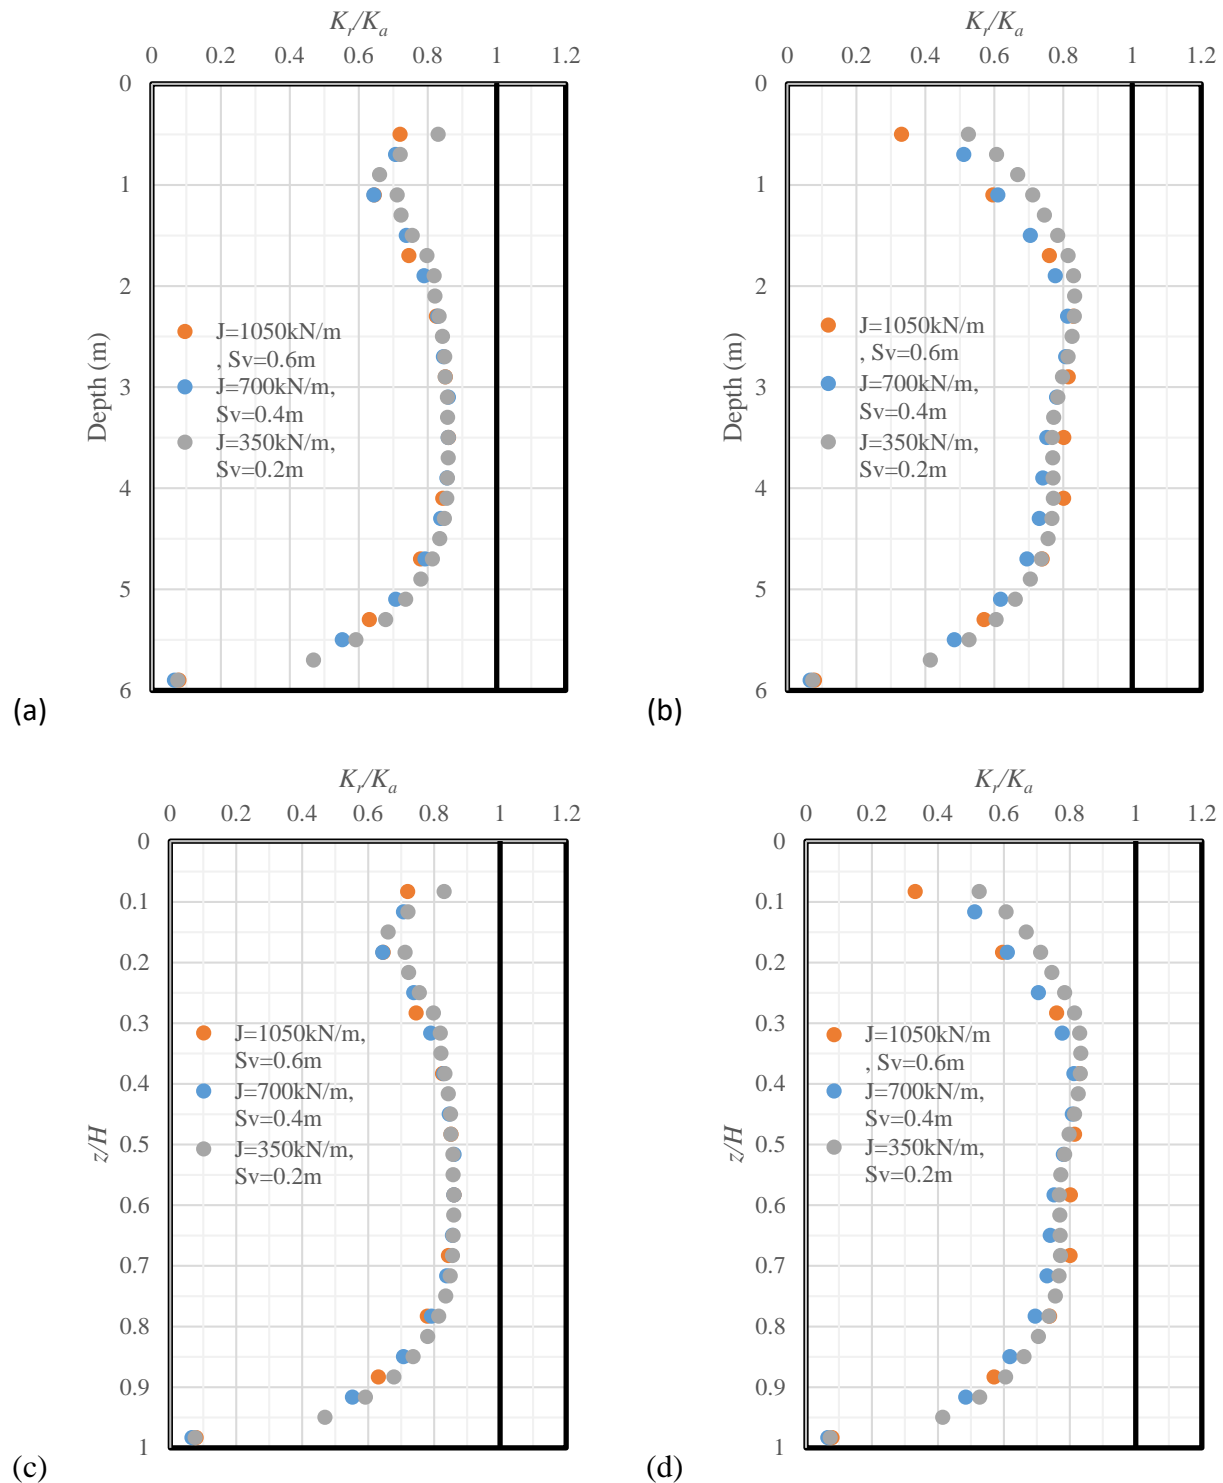 K_r/K_a
0 0.2 0.4 0.6 0.8 1 1.2
0
1
2
3
4
5
6
Depth (m)
J=1050kN/m
, Sv=0.6m
J=700kN/m,
Sv=0.4m
J=350kN/m,
Sv=0.2m
(a)
K_r/K_a
0 0.2 0.4 0.6 0.8 1 1.2
0
1
2
3
4
5
6
Depth (m)
J=1050kN/m
, Sv=0.6m
J=700kN/m,
Sv=0.4m
J=350kN/m,
Sv=0.2m
(b)
K_r/K_a
0 0.2 0.4 0.6 0.8 1 1.2
0
0.1
0.2
0.3
0.4
0.5
0.6
0.7
0.8
0.9
1
z/H
J=1050kN/m,
Sv=0.6m
J=700kN/m,
Sv=0.4m
J=350kN/m,
Sv=0.2m
(c)
K_r/K_a
0 0.2 0.4 0.6 0.8 1 1.2
0
0.1
0.2
0.3
0.4
0.5
0.6
0.7
0.8
0.9
1
z/H
J=1050kN/m
, Sv=0.6m
J=700kN/m,
Sv=0.4m
J=350kN/m,
Sv=0.2m
(d)